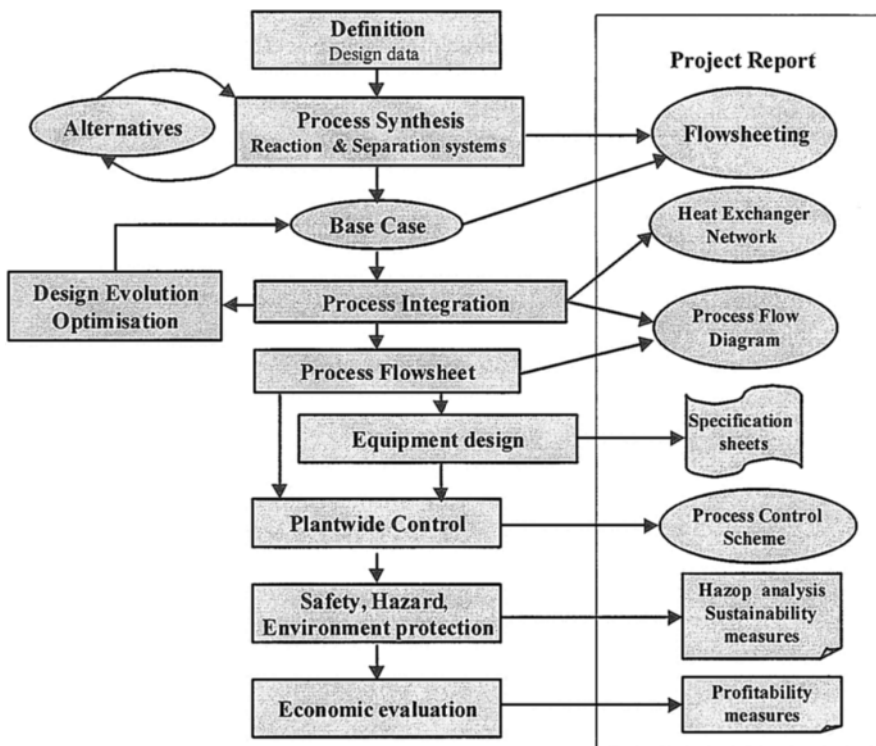 Definition
Design data
Project Report
Alternatives
Process Synthesis
Reaction & Separation systems
Flowsheeting
Base Case
Heat Exchanger
Network
Design Evolution
Optimisation
Process Integration
Process Flow
Diagram
Process Flowsheet
Equipment design
Specification
sheets
Plantwide Control
Process Control
Scheme
Safety, Hazard,
Environment protection
Hazop analysis
Sustainability
measures
Economic evaluation
Profitability
measures